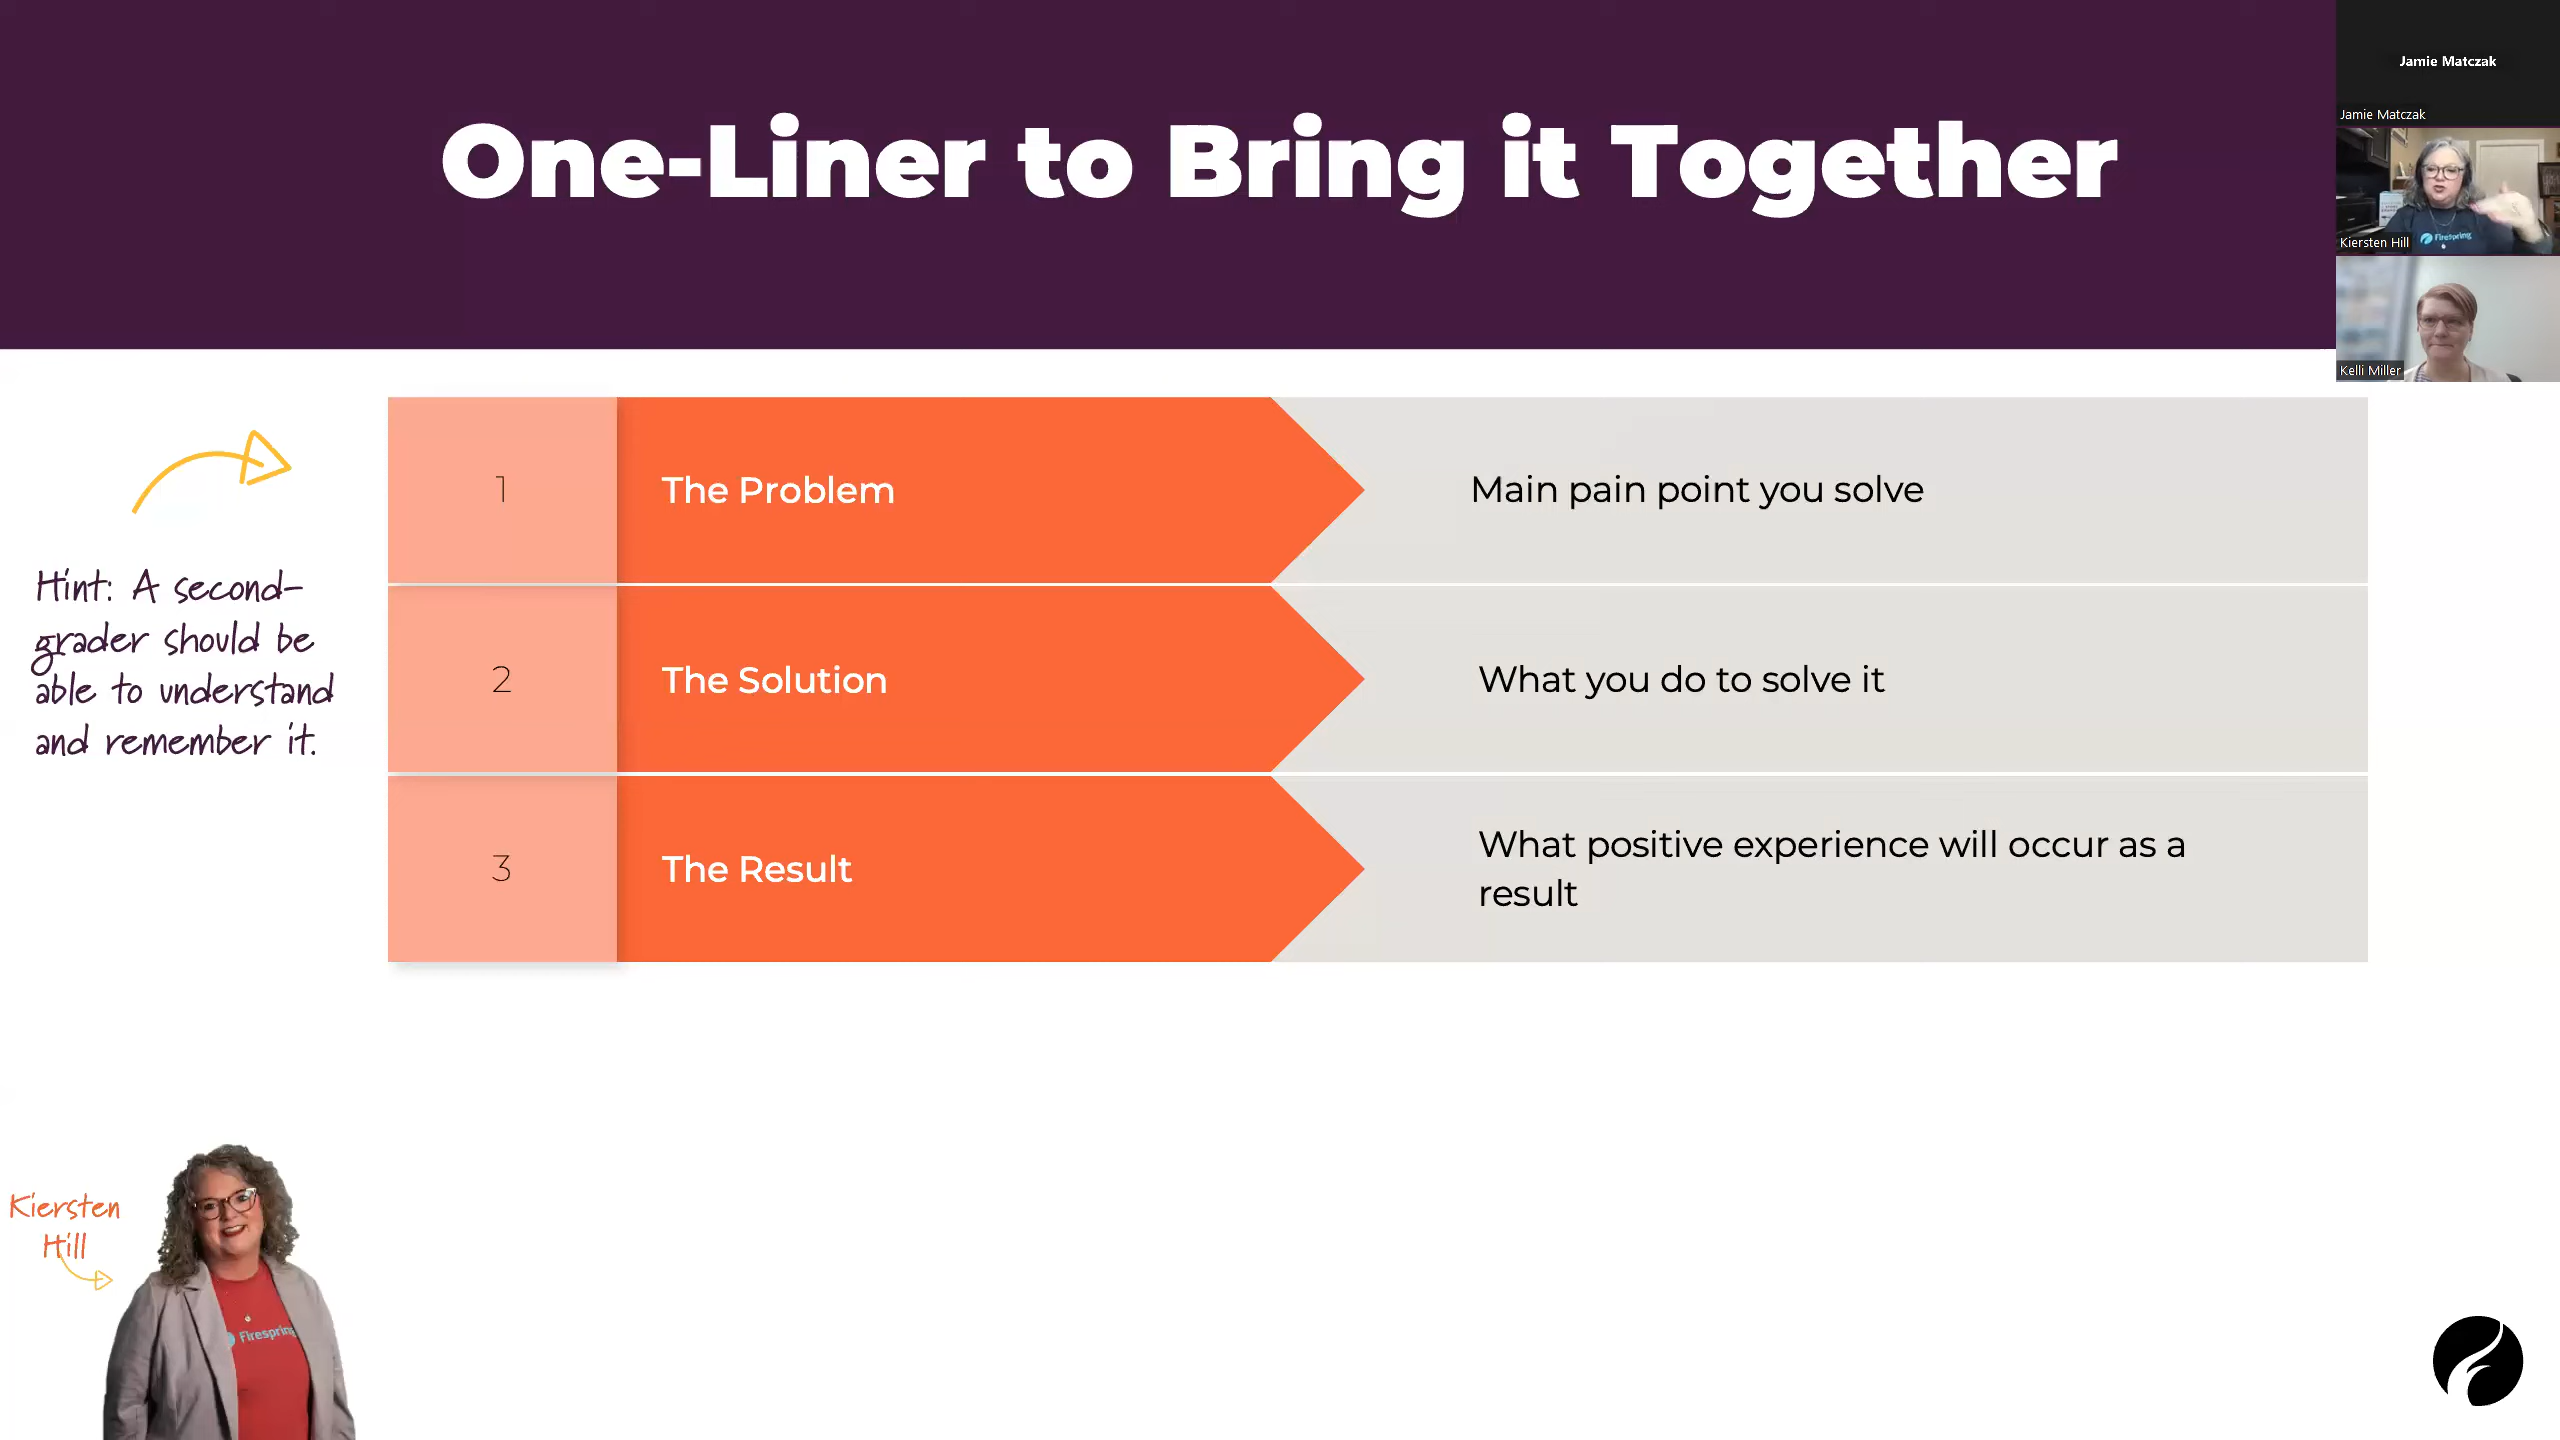 One-Liner to Bring it Together
Jamie Matczak
Jamie Matczak
Firespring
Kiersten Hill
Kelli Miller
Hint: A second-
grader should be
able to understand
and remember it.
1
The Problem
Main pain point you solve
2
The Solution
What you do to solve it
3
The Result
What positive experience will occur as a
result
Kiersten
Hill
Firespring